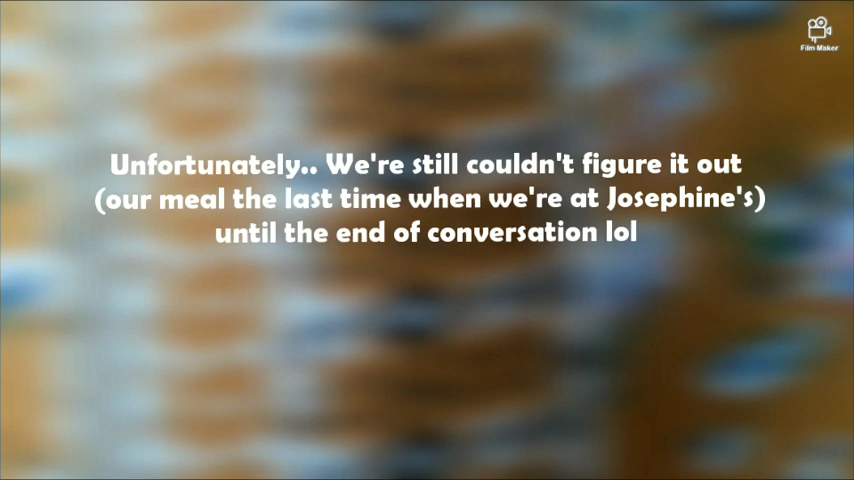 Film Maker
Unfortunately.. We're still couldn't figure it out
(our meal the last time when we're at Josephine's)
until the end of conversation lol